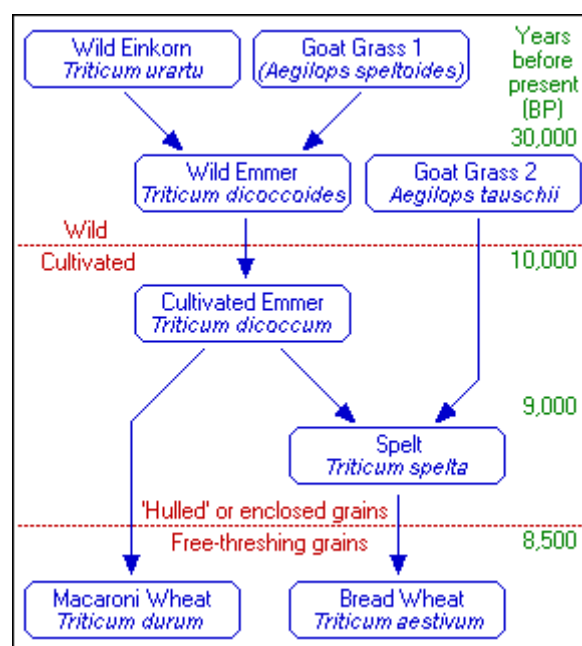 Wild Einkorn
Triticum urartu
Goat Grass 1
(Aegilops speltoides)
Years
before
present
(BP)
30,000
Wild Emmer
Triticum dicoccoides
Goat Grass 2
Aegilops tauschii
Wild
Cultivated
10,000
Cultivated Emmer
Triticum dicoccum
9,000
Spelt
Triticum spelta
'Hulled' or enclosed grains
Free-threshing grains
8,500
Macaroni Wheat
Triticum durum
Bread Wheat
Triticum aestivum